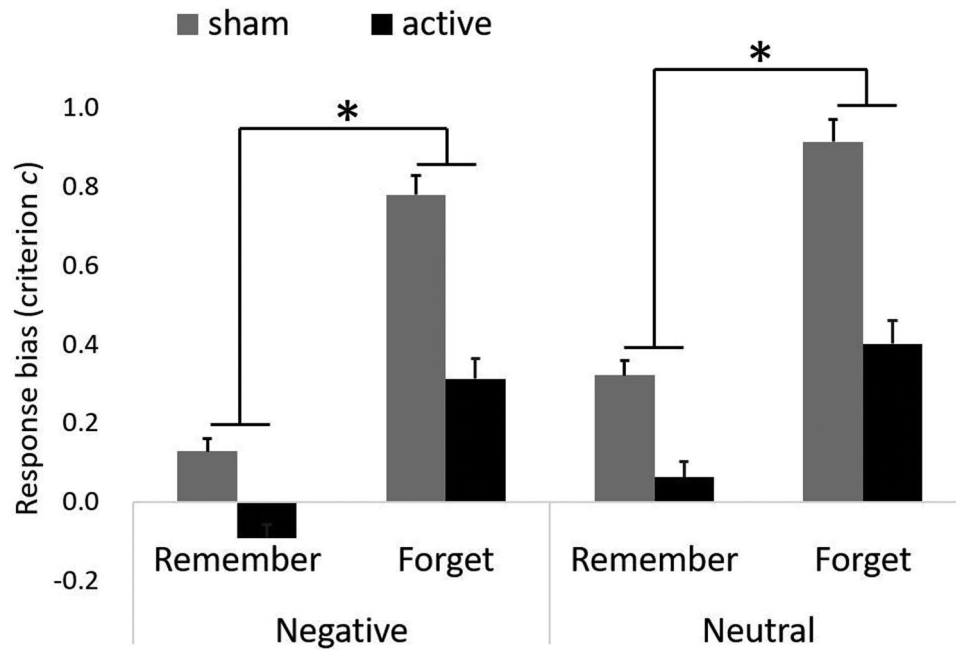 sham active
*
*
Response bias (criterion c)
1.0
0.8
0.6
0.4
0.2
0.0
-0.2
Remember Forget Remember Forget
Negative Neutral